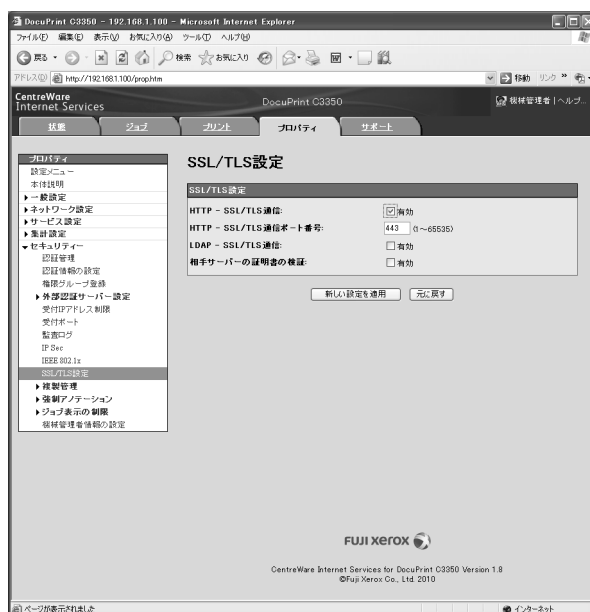 DocuPrint C3350 - 192.168.1.100 - Microsoft Internet Explorer
ファイル(F) 編集(E) 表示(V) お気に入り(A) ツール(T) ヘルプ(H)
戻る 検索 お気に入り
アドレス(D) http://192.168.1.100/prop.htm 移動 リンク »
CentreWare
Internet Services
DocuPrint C3350
機械管理者 | ヘルプ...
状態 ジョブ プリント プロパティ サポート
プロパティ
設定メニュー
本体説明
一般設定
ネットワーク設定
サービス設定
集計設定
セキュリティー
認証管理
認証情報の設定
権限グループ登録
外部認証サーバー設定
受付IPアドレス制限
受付ポート
監査ログ
IP Sec
IEEE 802.1x
SSL/TLS設定
複製管理
強制アノテーション
ジョブ表示の制限
機械管理者情報の設定
SSL/TLS設定
SSL/TLS設定
HTTP - SSL/TLS通信: 有効
HTTP - SSL/TLS通信ポート番号: 443 (1～65535)
LDAP - SSL/TLS通信: 有効
相手サーバーの証明書の検証: 有効
新しい設定を適用 元に戻す
FUJI XEROX
CentreWare Internet Services for DocuPrint C3350 Version 1.8
©Fuji Xerox Co., Ltd. 2010
ページが表示されました
インターネット